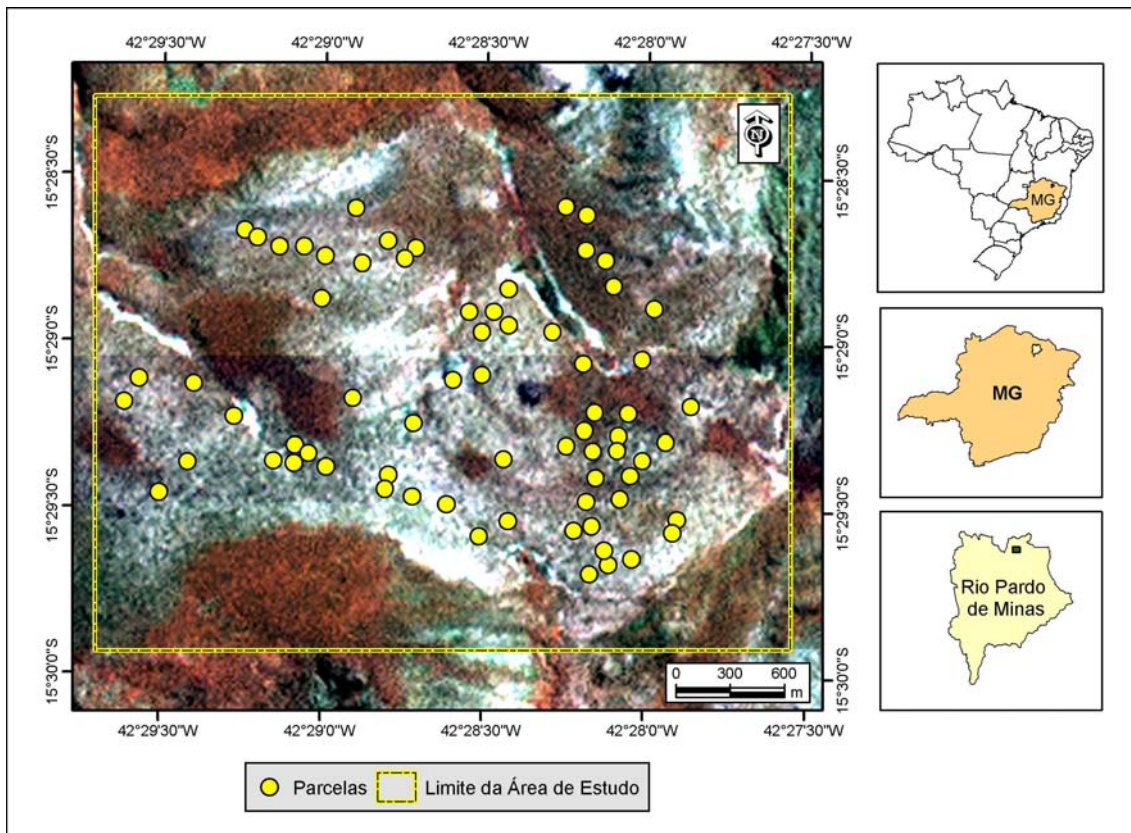 42°29'30"W 42°29'0"W 42°28'30"W 42°28'0"W 42°27'30"W
15°28'30"S
15°29'0"S
15°29'30"S
15°30'0"S
N
15°28'30"S
15°29'0"S
15°29'30"S
15°30'0"S
0 300 600
m
42°29'30"W 42°29'0"W 42°28'30"W 42°28'0"W 42°27'30"W
Parcelas Limite da Área de Estudo
MG
MG
Rio Pardo
de Minas